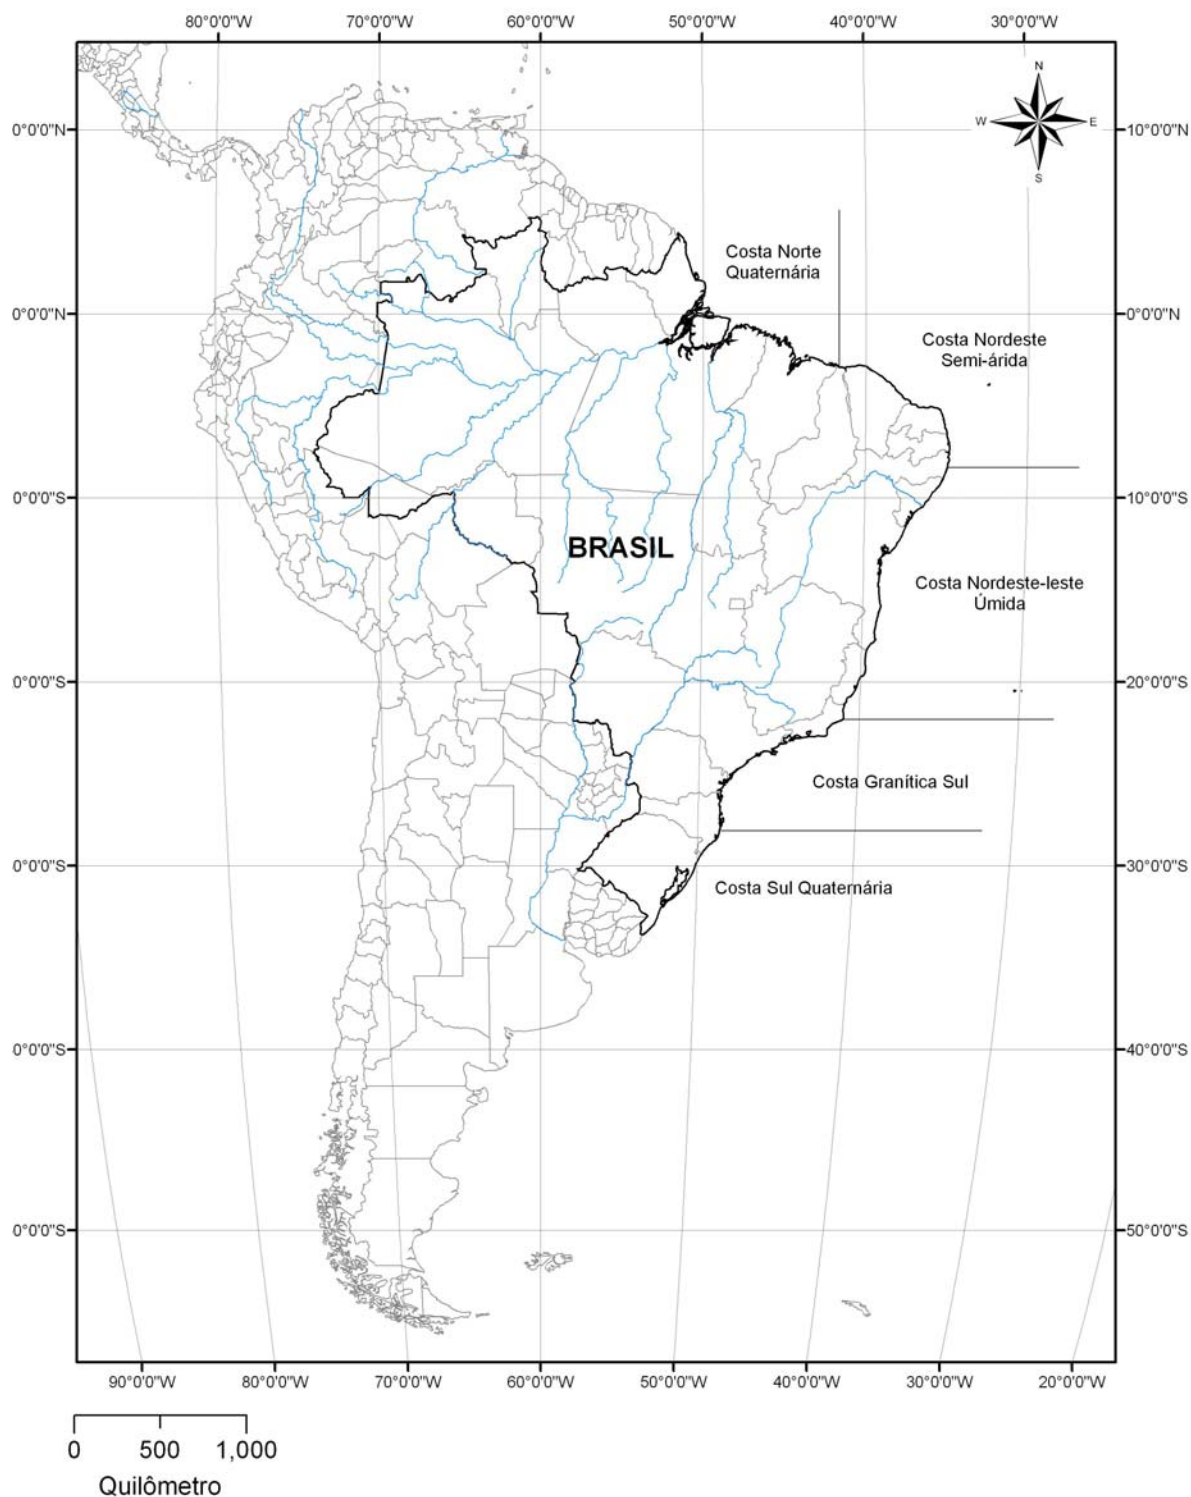 80°0'0"W 70°0'0"W 60°0'0"W 50°0'0"W 40°0'0"W 30°0'0"W
N
W E
S
0°0'0"N 10°0'0"N
Costa Norte
Quaternária
0°0'0"N 0°0'0"N
Costa Nordeste
Semi-árida
0°0'0"S 10°0'0"S
BRASIL
Costa Nordeste-leste
Úmida
0°0'0"S 20°0'0"S
Costa Granítica Sul
0°0'0"S 30°0'0"S
Costa Sul Quaternária
0°0'0"S 40°0'0"S
0°0'0"S 50°0'0"S
90°0'0"W 80°0'0"W 70°0'0"W 60°0'0"W 50°0'0"W 40°0'0"W 30°0'0"W 20°0'0"W
0 500 1,000
Quilômetro